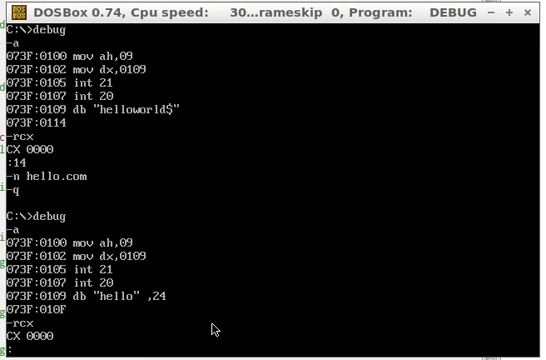 DOSBox 0.74, Cpu speed: 30...rameskip 0, Program: DEBUG
C:\>debug
-a
073F:0100 mov ah,09
073F:0102 mov dx,0109
073F:0105 int 21
073F:0107 int 20
073F:0109 db "helloworld$"
073F:0114
-rcx
CX 0000
:14
-n hello.com
-q
C:\>debug
-a
073F:0100 mov ah,09
073F:0102 mov dx,0109
073F:0105 int 21
073F:0107 int 20
073F:0109 db "hello" ,24
073F:010F
-rcx
CX 0000
: